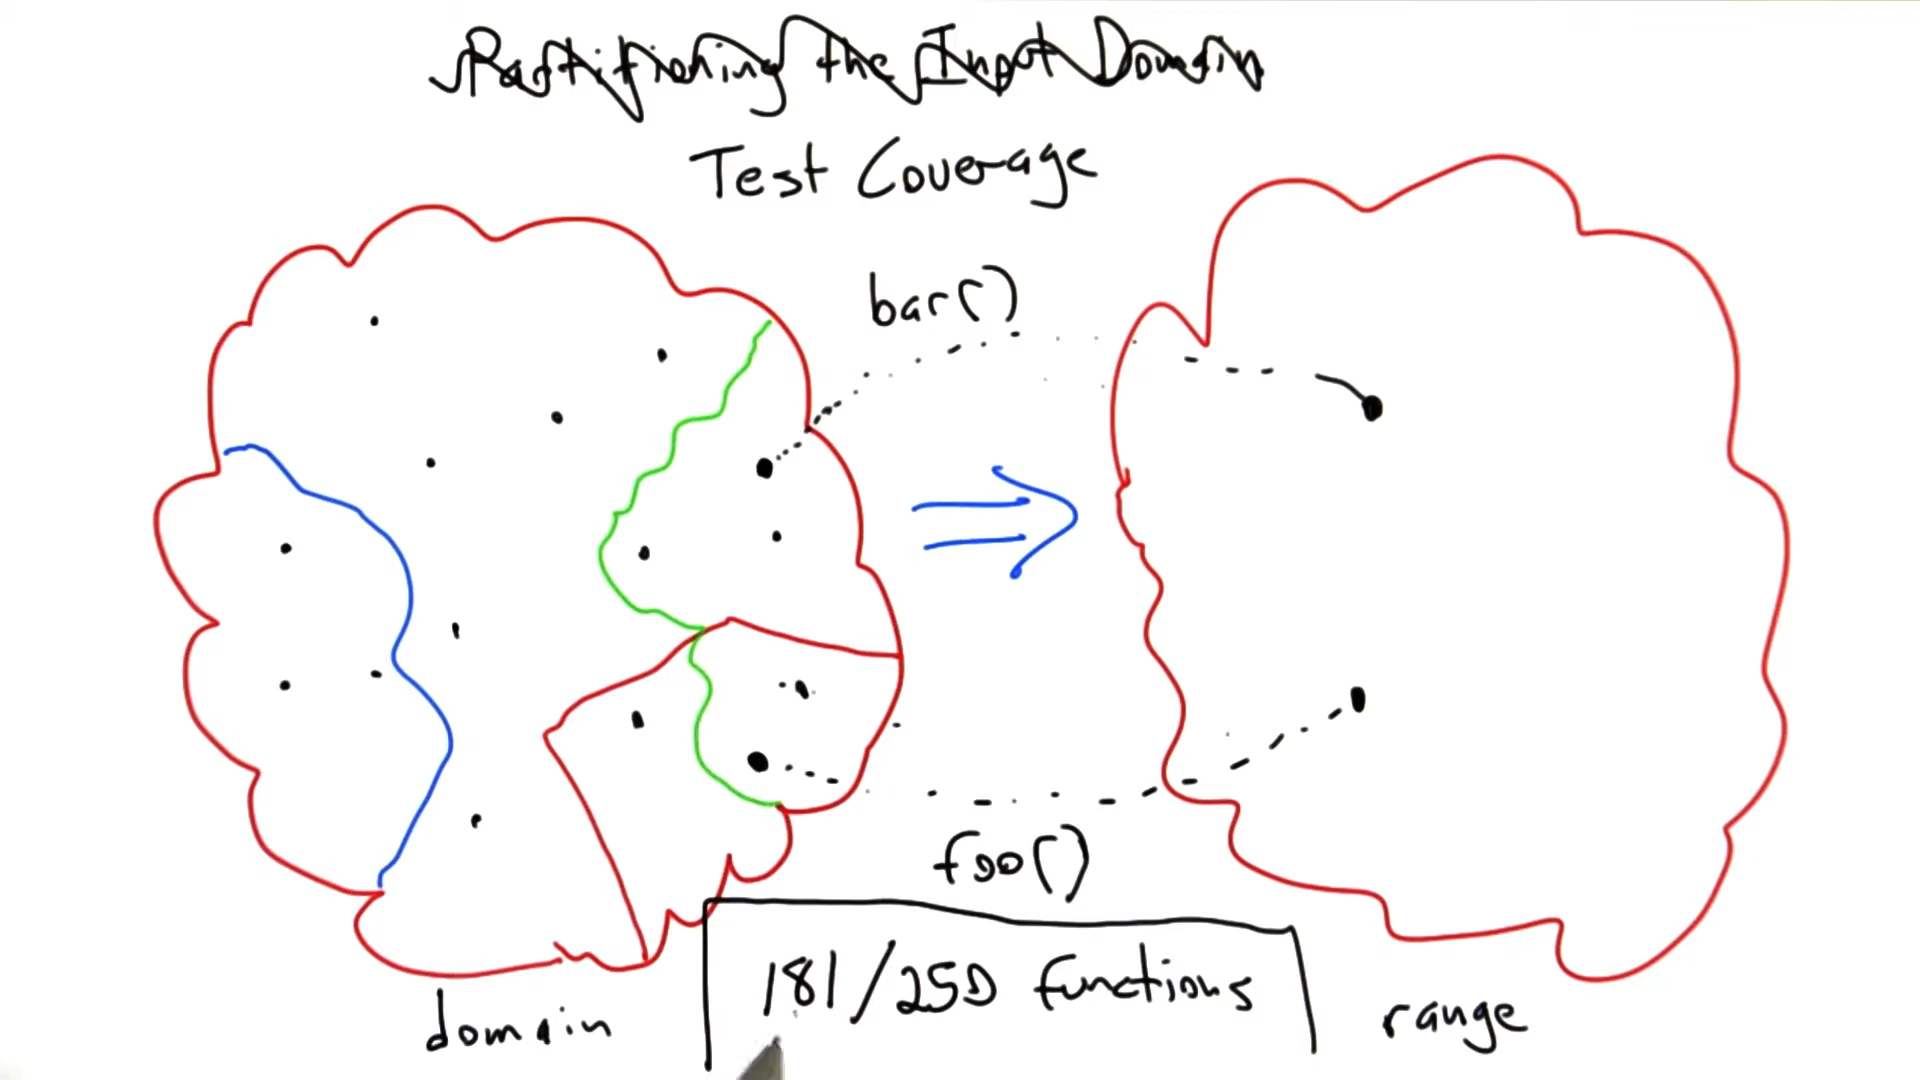 Partitioning the Input Domain
Test Coverage
bar()
foo()
181/250 functions
domain
range